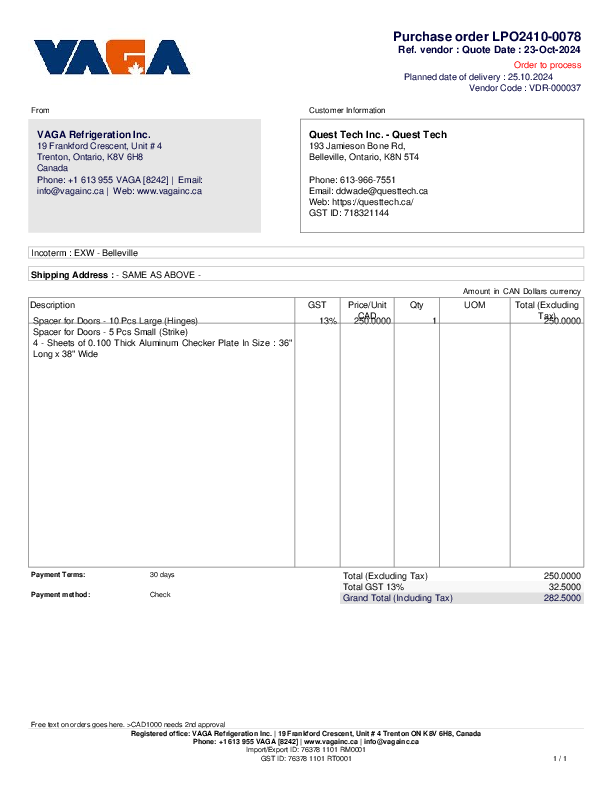 VAGA
Purchase order LPO2410-0078
Ref. vendor : Quote Date : 23-Oct-2024
Order to process
Planned date of delivery : 25.10.2024
Vendor Code : VDR-000037
From
Customer Information
VAGA Refrigeration Inc.
19 Frankford Crescent, Unit # 4
Trenton, Ontario, K8V 6H8
Canada
Phone: +1 613 955 VAGA [8242] | Email:
info@vagainc.ca | Web: www.vagainc.ca
Quest Tech Inc. - Quest Tech
193 Jamieson Bone Rd,
Belleville, Ontario, K8N 5T4
Phone: 613-966-7551
Email: ddwade@questtech.ca
Web: https://questtech.ca/
GST ID: 718321144
Incoterm : EXW - Belleville
Shipping Address : - SAME AS ABOVE -
Amount in CAN Dollars currency
Description GST Price/Unit CAD Qty UOM Total (Excluding Tax)
Spacer for Doors - 10 Pcs Large (Hinges) 13% 250.0000 1 250.0000
Spacer for Doors - 5 Pcs Small (Strike)
4 - Sheets of 0.100 Thick Aluminum Checker Plate In Size : 36"
Long x 38" Wide
Payment Terms: 30 days
Payment method: Check
Total (Excluding Tax) 250.0000
Total GST 13% 32.5000
Grand Total (Including Tax) 282.5000
Free text on orders goes here. >CAD1000 needs 2nd approval
Registered office: VAGA Refrigeration Inc. | 19 Frankford Crescent, Unit # 4 Trenton ON K8V 6H8, Canada
Phone: +1 613 955 VAGA [8242] | www.vagainc.ca | info@vagainc.ca
Import/Export ID: 76378 1101 RM0001
GST ID: 76378 1101 RT0001
1 / 1